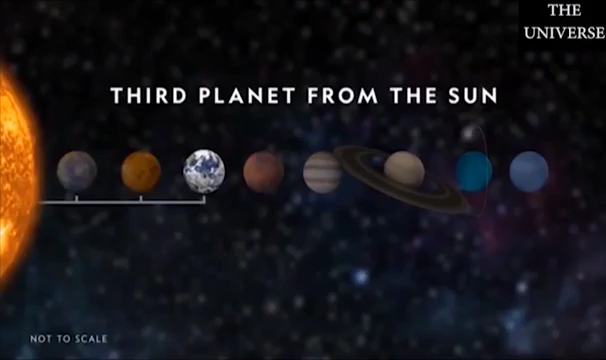 THE
UNIVERSE
THIRD PLANET FROM THE SUN
NOT TO SCALE